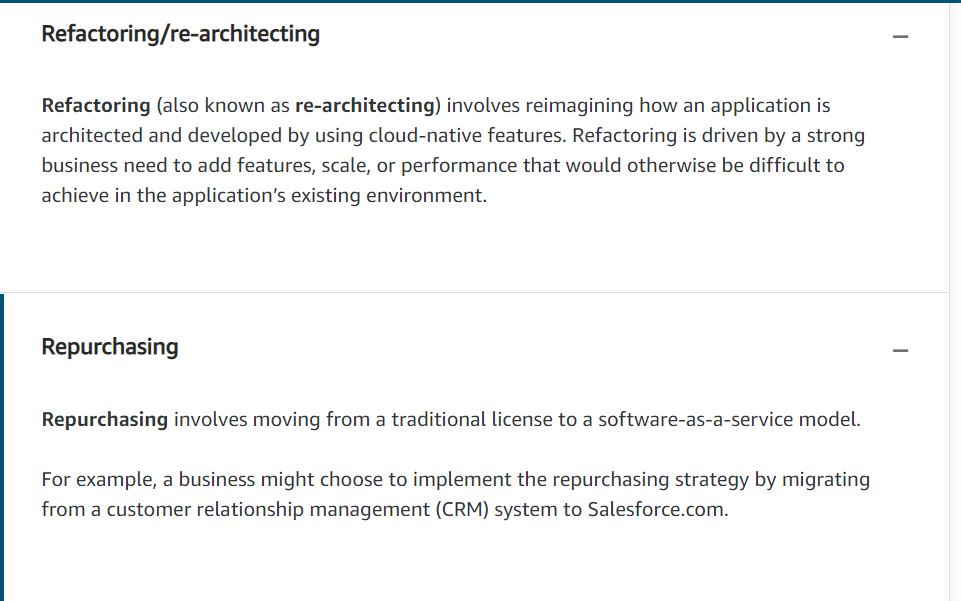 Refactoring/re-architecting
Refactoring (also known as re-architecting) involves reimagining how an application is
architected and developed by using cloud-native features. Refactoring is driven by a strong
business need to add features, scale, or performance that would otherwise be difficult to
achieve in the application’s existing environment.
Repurchasing
Repurchasing involves moving from a traditional license to a software-as-a-service model.
For example, a business might choose to implement the repurchasing strategy by migrating
from a customer relationship management (CRM) system to Salesforce.com.